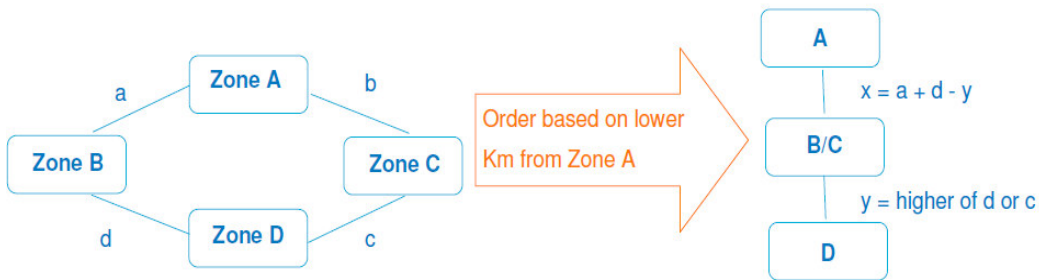 Zone A
a
b
Zone B
Zone C
d
Zone D
c
Order based on lower
Km from Zone A
A
x = a + d - y
B/C
y = higher of d or c
D